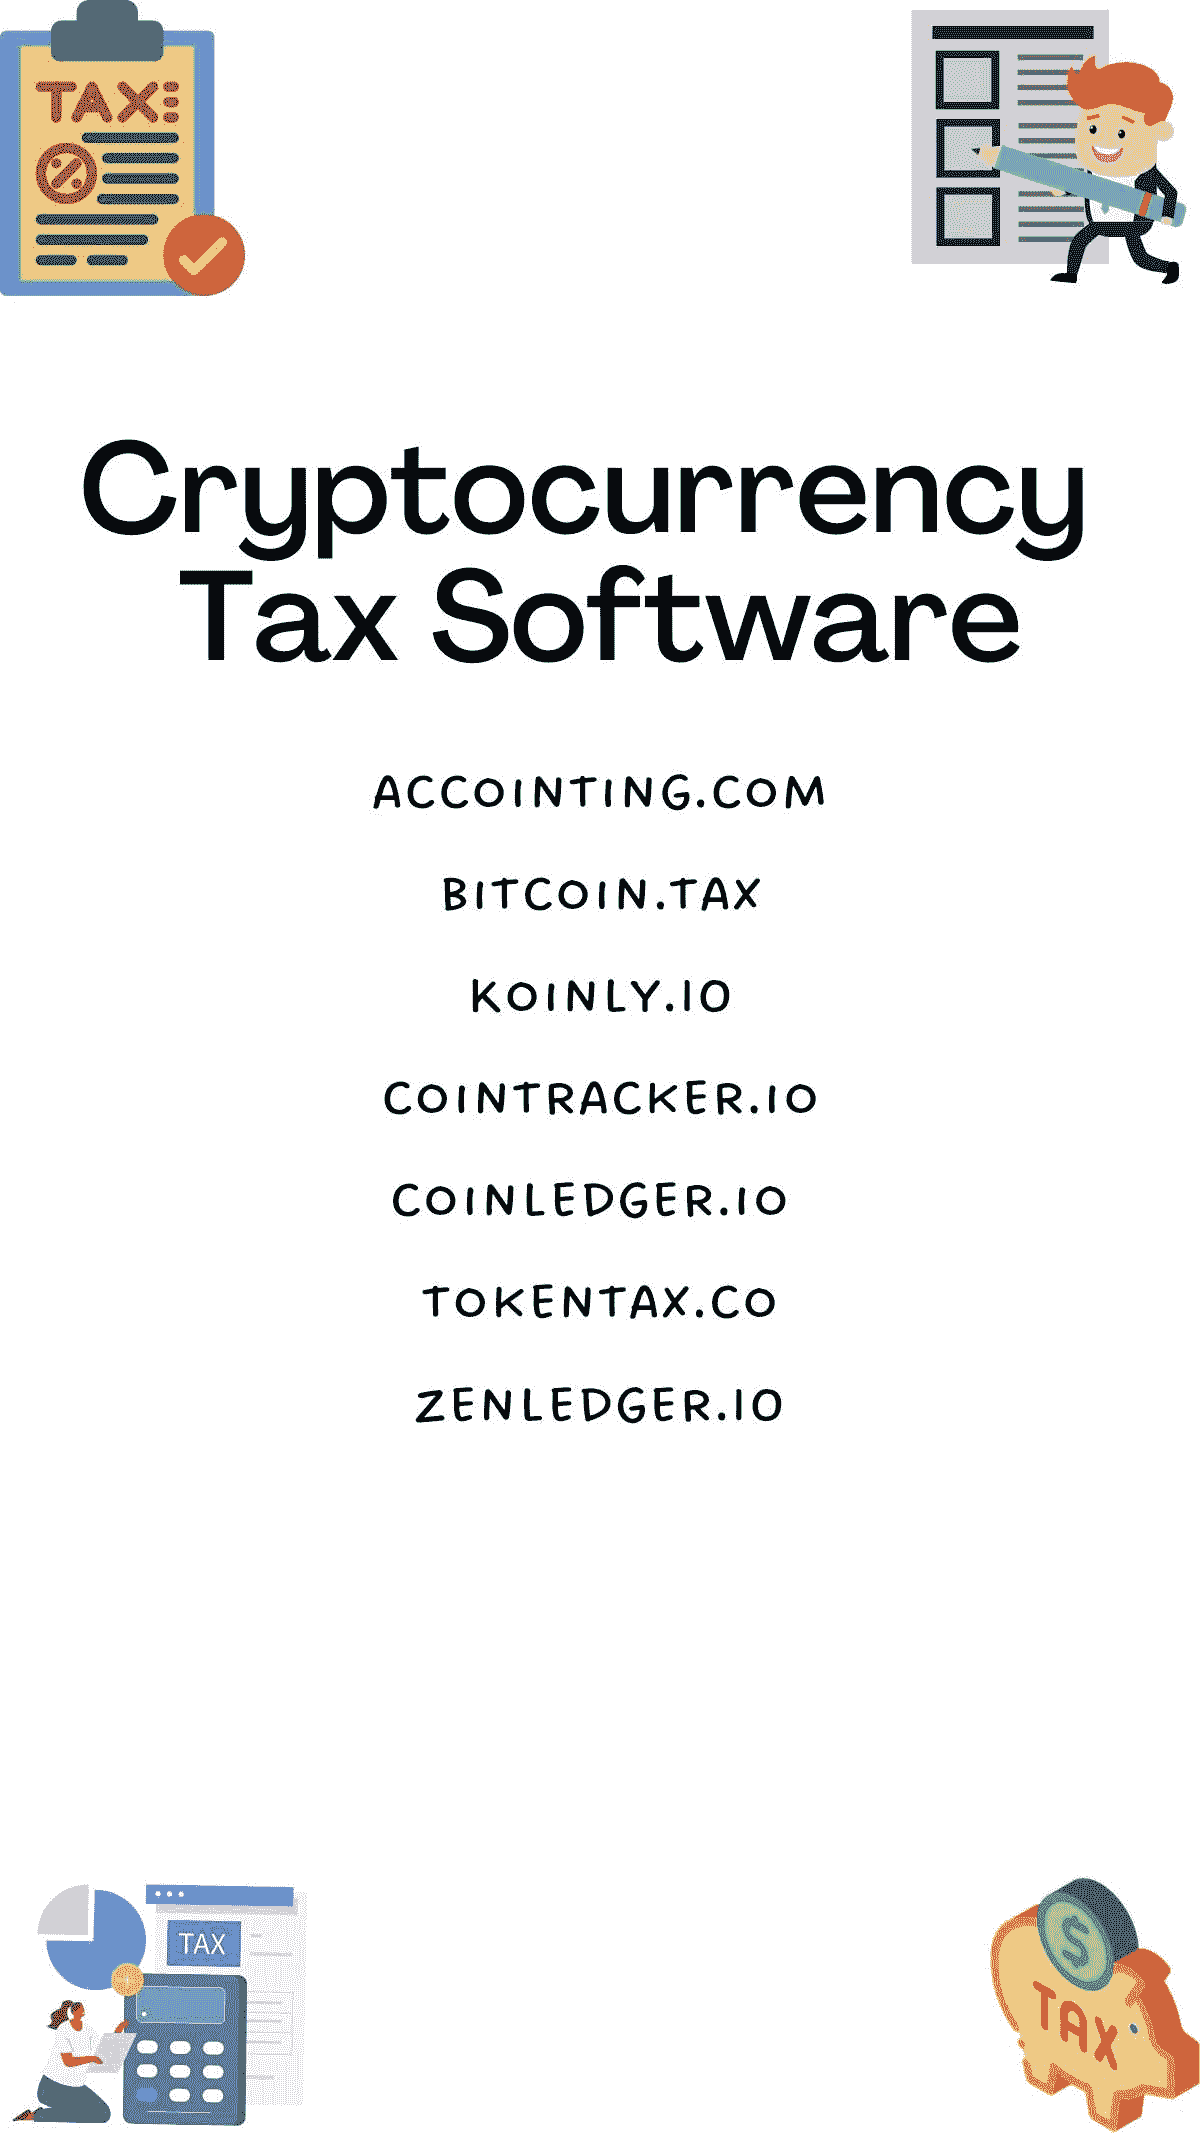 TAX:
%
Cryptocurrency
Tax Software
ACCOINTING.COM
BITCOIN.TAX
KOINLY.IO
COINTRACKER.IO
COINLEDGER.IO
TOKENTAX.CO
ZENLEDGER.IO
TAX
$
TAX